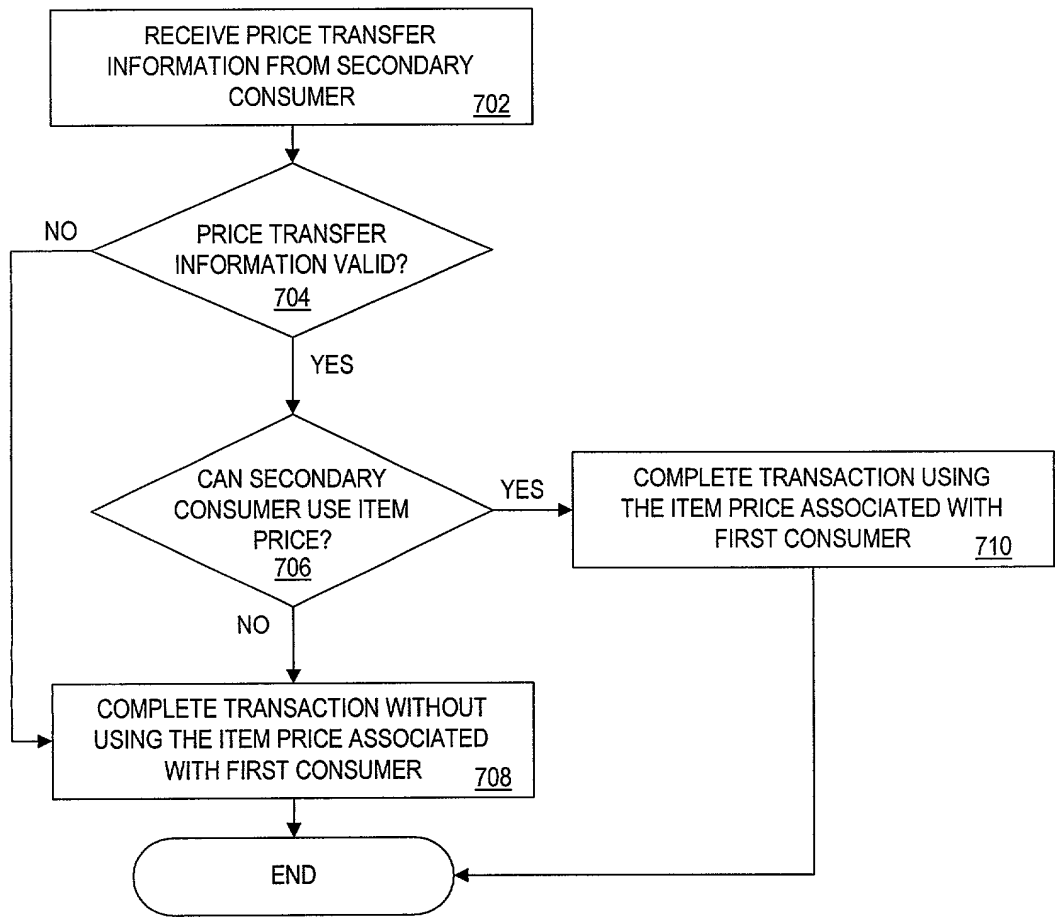 RECEIVE PRICE TRANSFER
INFORMATION FROM SECONDARY
CONSUMER
702
NO
PRICE TRANSFER
INFORMATION VALID?
704
YES
CAN SECONDARY
CONSUMER USE ITEM
PRICE?
706
YES
COMPLETE TRANSACTION USING
THE ITEM PRICE ASSOCIATED WITH
FIRST CONSUMER
710
NO
COMPLETE TRANSACTION WITHOUT
USING THE ITEM PRICE ASSOCIATED
WITH FIRST CONSUMER
708
END